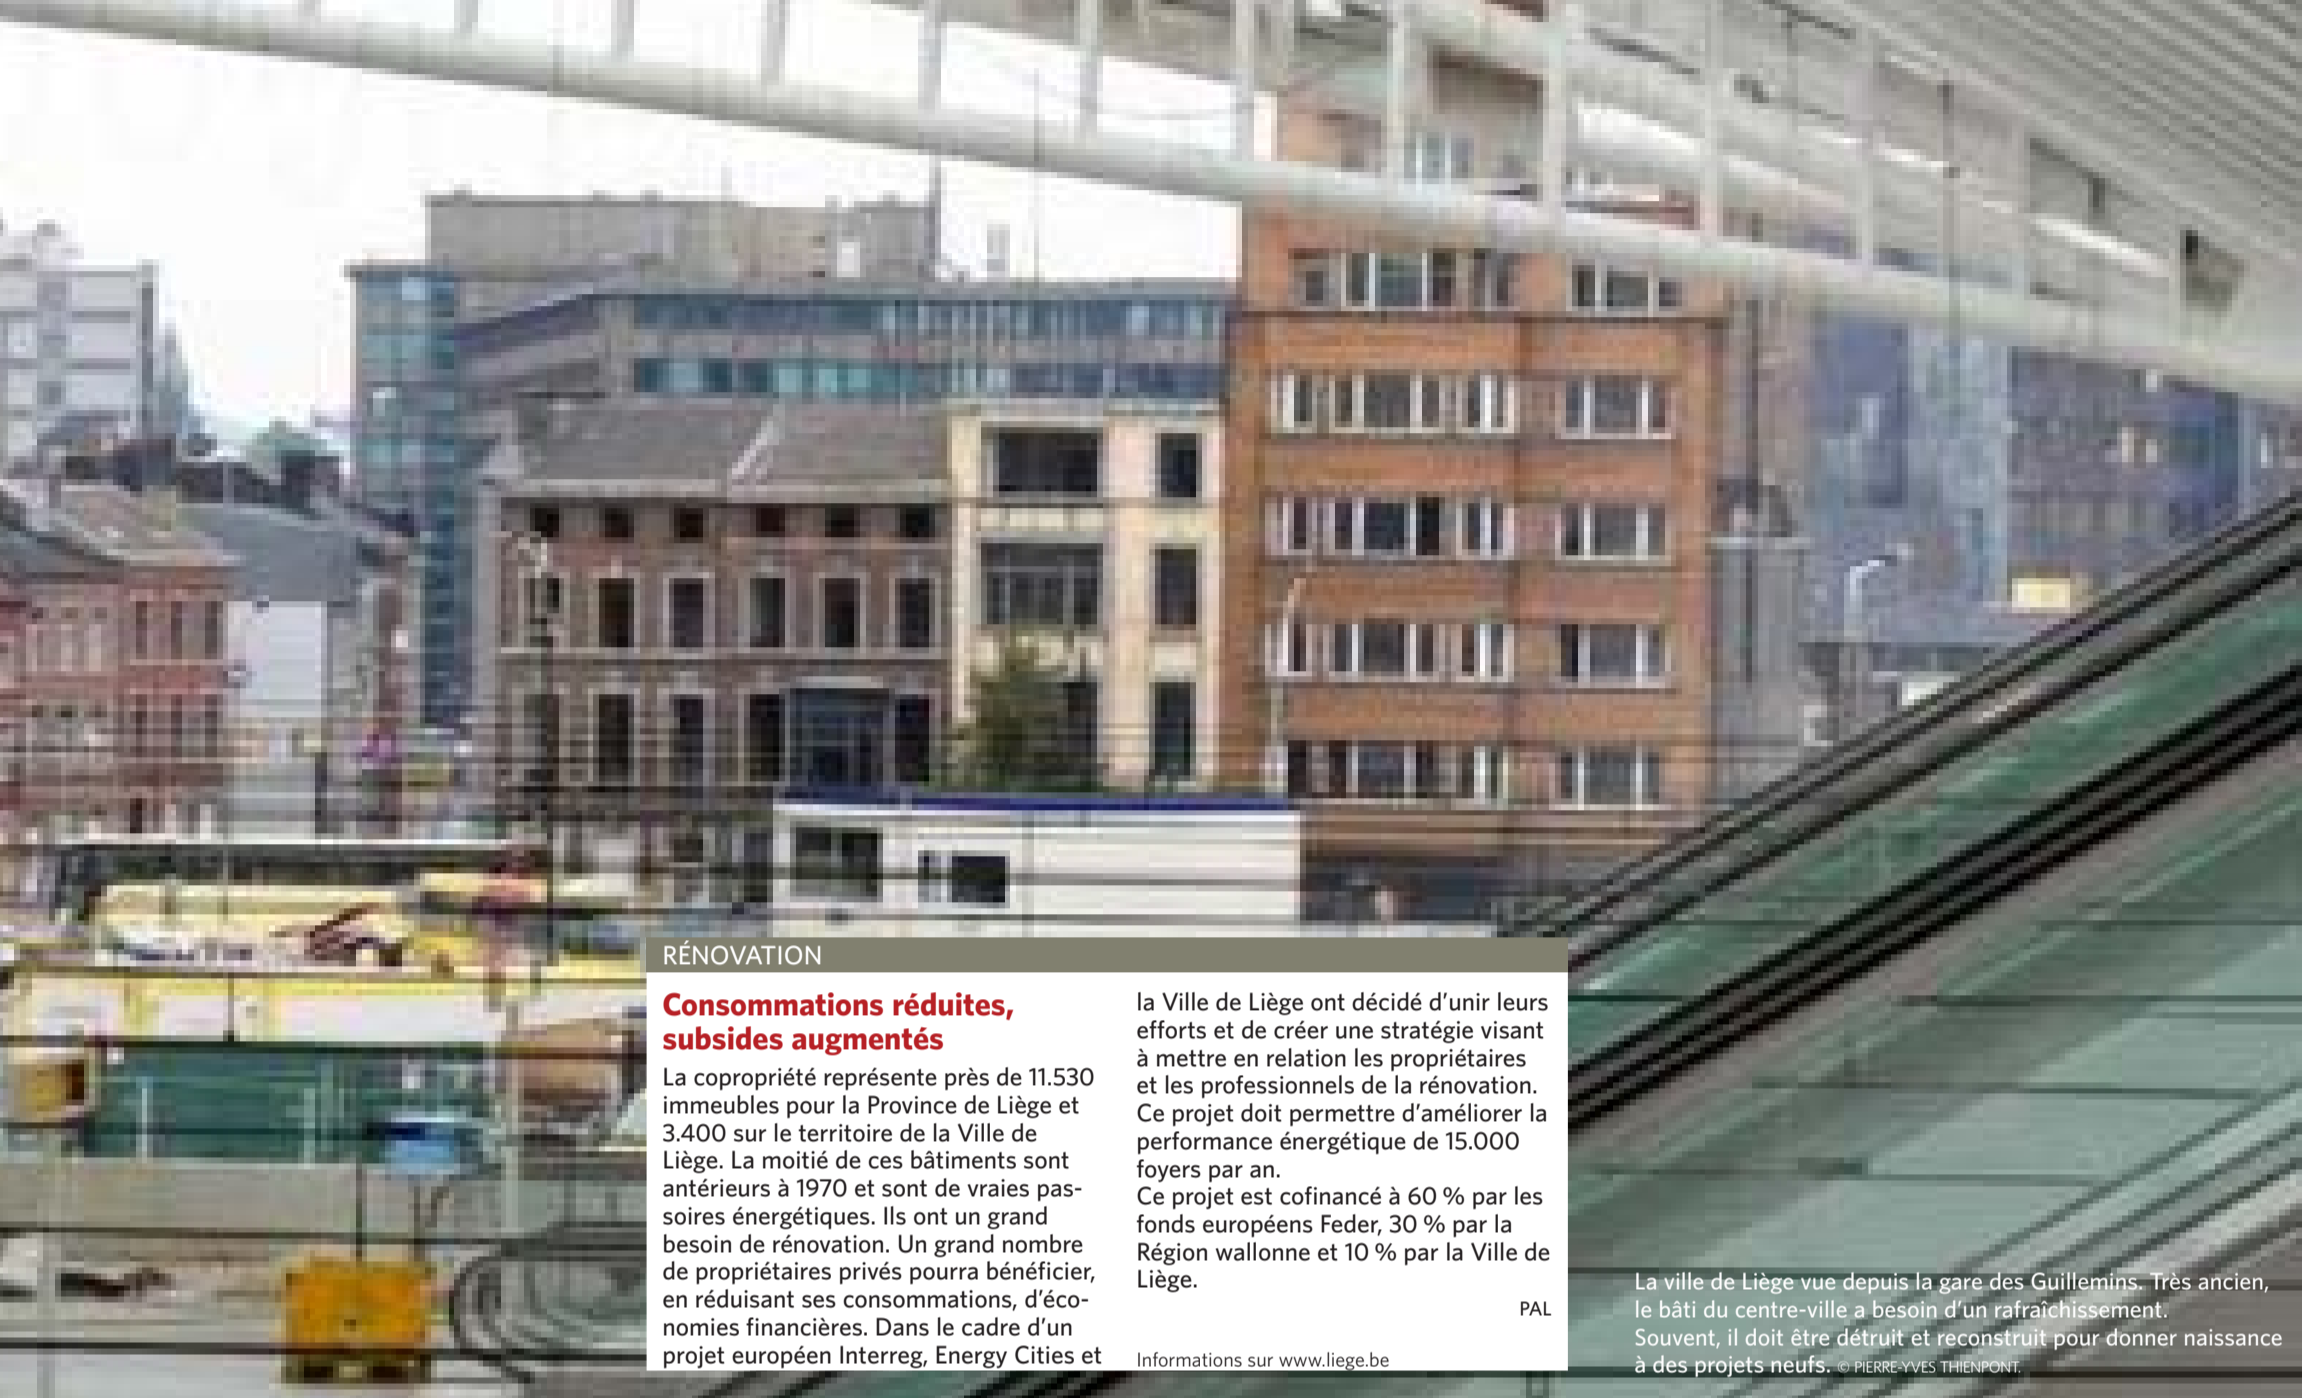 RÉNOVATION
Consommations réduites,
subsides augmentés
La copropriété représente près de 11.530
immeubles pour la Province de Liège et
3.400 sur le territoire de la Ville de
Liège. La moitié de ces bâtiments sont
antérieurs à 1970 et sont de vraies pas-
soires énergétiques. Ils ont un grand
besoin de rénovation. Un grand nombre
de propriétaires privés pourra bénéficier,
en réduisant ses consommations, d’éco-
nomies financières. Dans le cadre d’un
projet européen Interreg, Energy Cities et
la Ville de Liège ont décidé d’unir leurs
efforts et de créer une stratégie visant
à mettre en relation les propriétaires
et les professionnels de la rénovation.
Ce projet doit permettre d’améliorer la
performance énergétique de 15.000
foyers par an.
Ce projet est cofinancé à 60 % par les
fonds européens Feder, 30 % par la
Région wallonne et 10 % par la Ville de
Liège.
PAL
Informations sur www.liege.be
La ville de Liège vue depuis la gare des Guillemins. Très ancien,
le bâti du centre-ville a besoin d’un rafraîchissement.
Souvent, il doit être détruit et reconstruit pour donner naissance
à des projets neufs. © PIERRE-YVES THIENPONT.